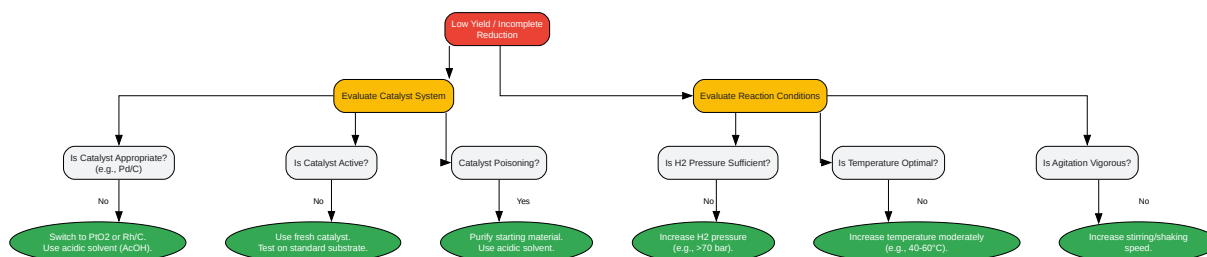 Low Yield / Incomplete
Reduction
Evaluate Catalyst System
Evaluate Reaction Conditions
Is Catalyst Appropriate?
(e.g., Pd/C)
Is Catalyst Active?
Catalyst Poisoning?
Is H2 Pressure Sufficient?
Is Temperature Optimal?
Is Agitation Vigorous?
No
No
Yes
No
No
No
Switch to PtO2 or Rh/C.
Use acidic solvent (AcOH).
Use fresh catalyst.
Test on standard substrate.
Purify starting material.
Use acidic solvent.
Increase H2 pressure
(e.g., >70 bar).
Increase temperature moderately
(e.g., 40-60°C).
Increase stirring/shaking
speed.